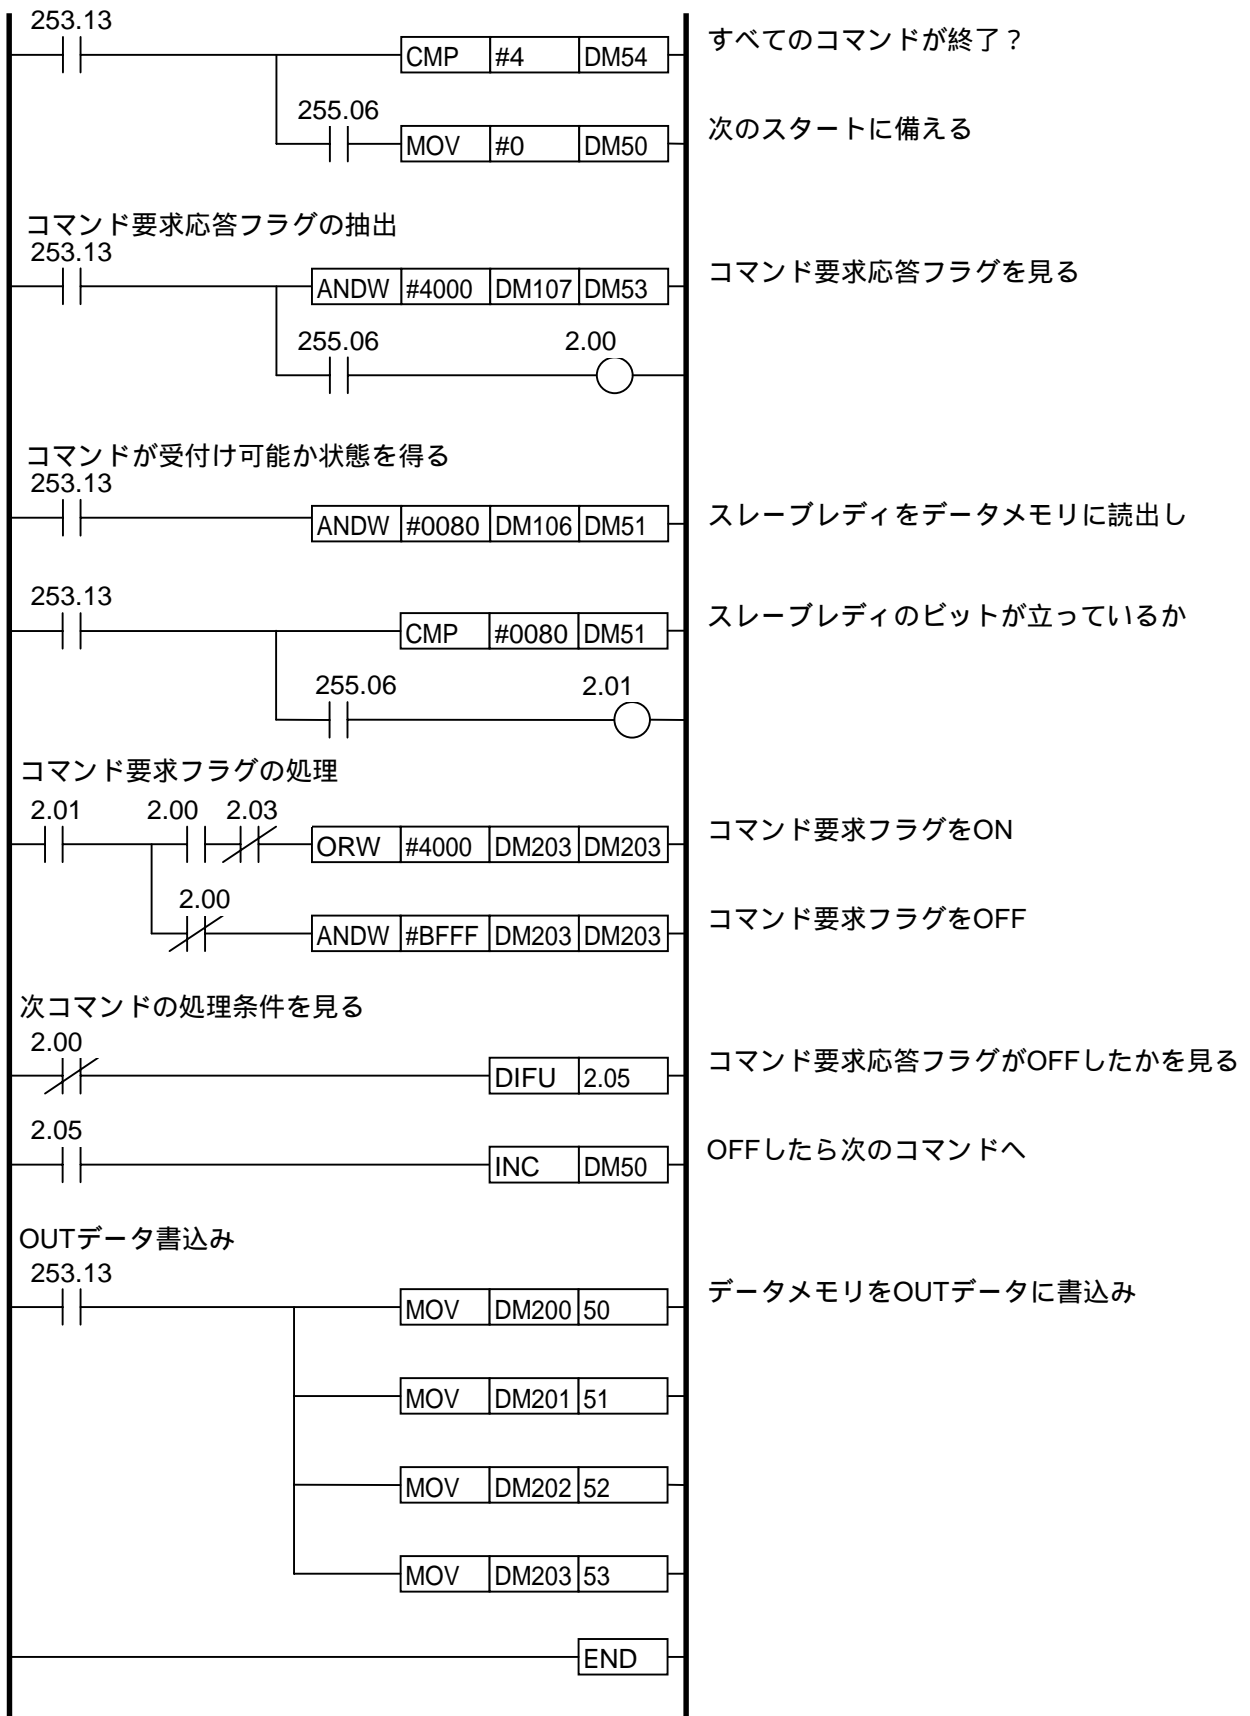 253.13
CMP #4 DM54 すべてのコマンドが終了？
255.06
MOV #0 DM50 次のスタートに備える
コマンド要求応答フラグの抽出
253.13
ANDW #4000 DM107 DM53 コマンド要求応答フラグを見る
255.06 2.00
コマンドが受付け可能か状態を得る
253.13
ANDW #0080 DM106 DM51 スレーブレディをデータメモリに読出し
253.13
CMP #0080 DM51 スレーブレディのビットが立っているか
255.06 2.01
コマンド要求フラグの処理
2.01 2.00 2.03
ORW #4000 DM203 DM203 コマンド要求フラグをON
2.00
ANDW #BFFF DM203 DM203 コマンド要求フラグをOFF
次コマンドの処理条件を見る
2.00
DIFU 2.05 コマンド要求応答フラグがOFFしたかを見る
2.05
INC DM50 OFFしたら次のコマンドへ
OUTデータ書込み
253.13
MOV DM200 50 データメモリをOUTデータに書込み
MOV DM201 51
MOV DM202 52
MOV DM203 53
END